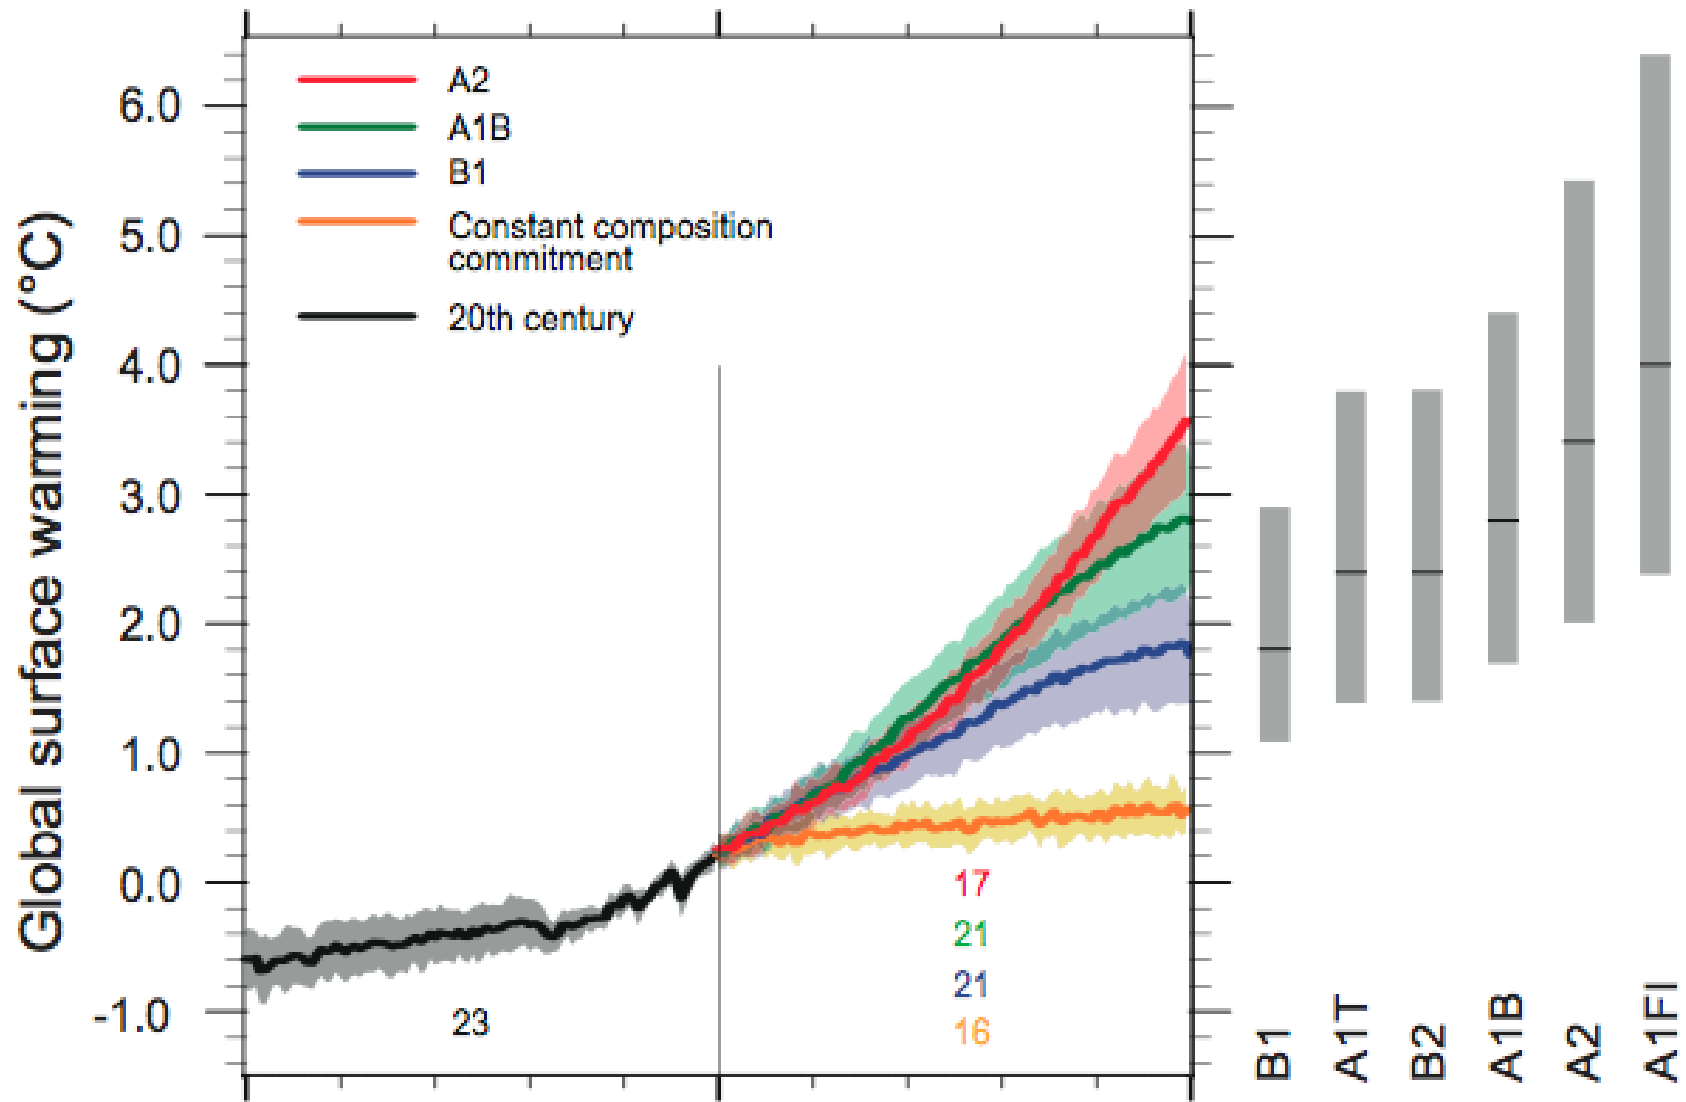 Global surface warming (°C)
6.0
5.0
4.0
3.0
2.0
1.0
0.0
-1.0
A2
A1B
B1
Constant composition
commitment
20th century
23
17
21
21
16
B1
A1T
B2
A1B
A2
A1FI